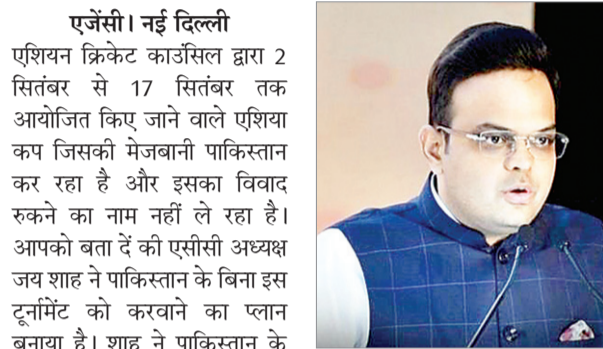 एजेंसी। नई दिल्ली
एशियन क्रिकेट काउंसिल द्वारा 2
सितंबर से 17 सितंबर तक
आयोजित किए जाने वाले एशिया
कप जिसकी मेजबानी पाकिस्तान
कर रहा है और इसका विवाद
रुकने का नाम नहीं ले रहा है।
आपको बता दें की एसीसी अध्यक्ष
जय शाह ने पाकिस्तान के बिना इस
टूर्नामेंट को करवाने का प्लान
बनाया है। शाह ने पाकिस्तान के